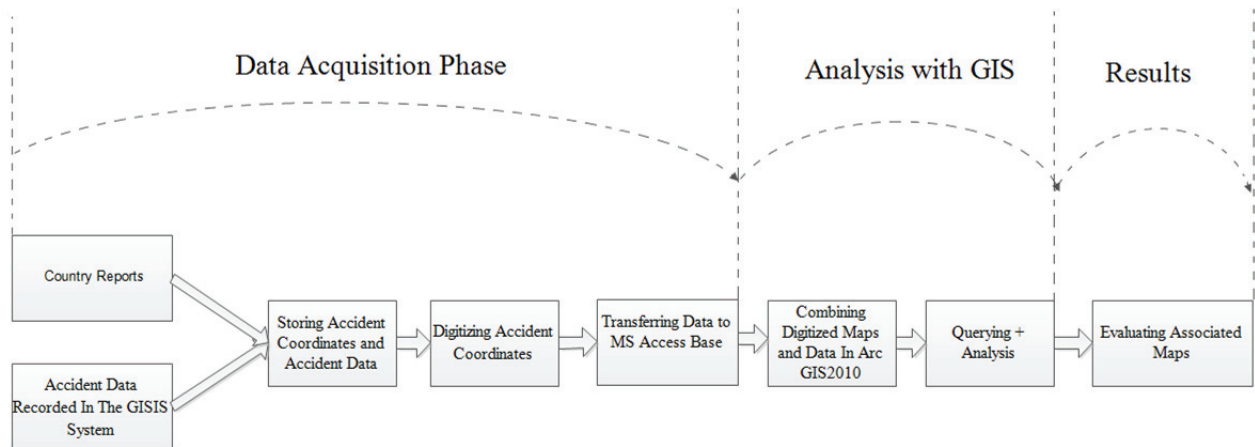 Data Acquisition Phase
Analysis with GIS
Results
Country Reports
Accident Data
Recorded In The GISIS
System
Storing Accident
Coordinates and
Accident Data
Digitizing Accident
Coordinates
Transferring Data to
MS Access Base
Combining
Digitized Maps
and Data In Arc
GIS2010
Querying +
Analysis
Evaluating Associated
Maps